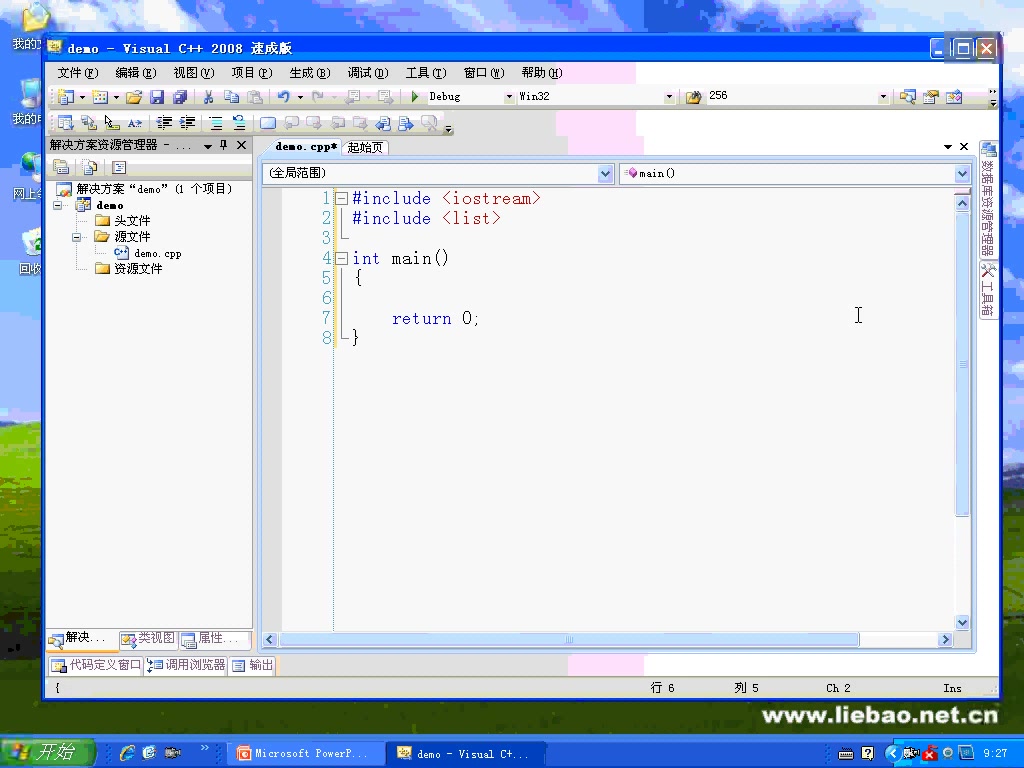 我的
demo - Visual C++ 2008 速成版
文件(F) 编辑(E) 视图(V) 项目(P) 生成(B) 调试(D) 工具(T) 窗口(W) 帮助(H)
Debug Win32 256
我的
解决方案资源管理器 - ...
demo.cpp* 起始页
(全局范围) main()
解决方案“demo”(1 个项目)
demo
头文件
源文件
demo.cpp
资源文件
网上
回收
1 #include <iostream>
2 #include <list>
3
4 int main()
5 {
6
7 return 0;
8 }
数据库资源管理器
工具箱
解决... 类视图 属性...
代码定义窗口 调用浏览器 输出
{ 行 6 列 5 Ch 2 Ins
www.liebao.net.cn
开始 Microsoft PowerP... demo - Visual C+... 9:27